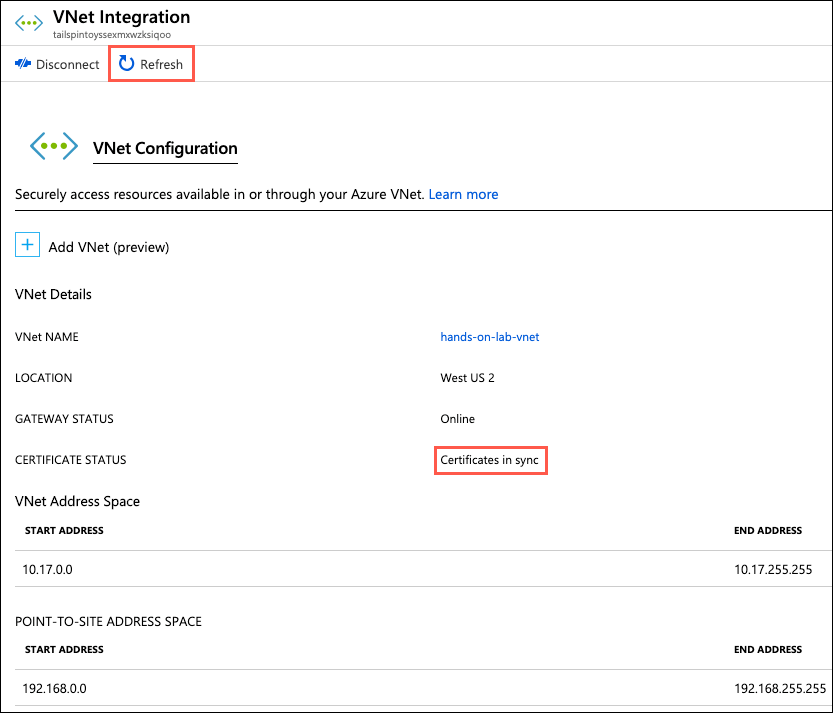 VNet Integration
tailspintoyssexmxwzksiqoo
Disconnect Refresh
VNet Configuration
Securely access resources available in or through your Azure VNet. Learn more
Add VNet (preview)
VNet Details
VNet NAME hands-on-lab-vnet
LOCATION West US 2
GATEWAY STATUS Online
CERTIFICATE STATUS Certificates in sync
VNet Address Space
START ADDRESS END ADDRESS
10.17.0.0 10.17.255.255
POINT-TO-SITE ADDRESS SPACE
START ADDRESS END ADDRESS
192.168.0.0 192.168.255.255